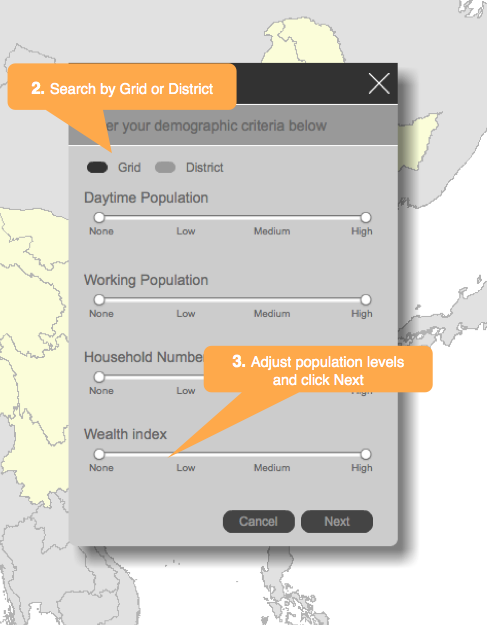 2. Search by Grid or District
er your demographic criteria below
Grid District
Daytime Population
None Low Medium High
Working Population
None Low Medium High
Household Number
3. Adjust population levels
and click Next
None Low Medium High
Wealth index
None Low Medium High
Cancel Next